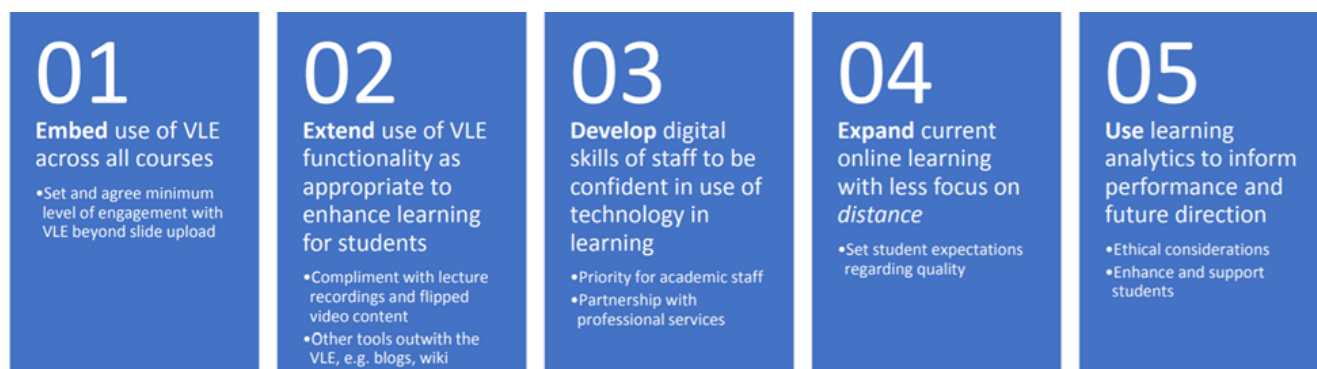 01
Embed use of VLE
across all courses
•Set and agree minimum
level of engagement with
VLE beyond slide upload
02
Extend use of VLE
functionality as
appropriate to
enhance learning
for students
•Compliment with lecture
recordings and flipped
video content
•Other tools outwith the
VLE, e.g. blogs, wiki
03
Develop digital
skills of staff to be
confident in use of
technology in
learning
•Priority for academic staff
•Partnership with
professional services
04
Expand current
online learning
with less focus on
distance
•Set student expectations
regarding quality
05
Use learning
analytics to inform
performance and
future direction
•Ethical considerations
•Enhance and support
students